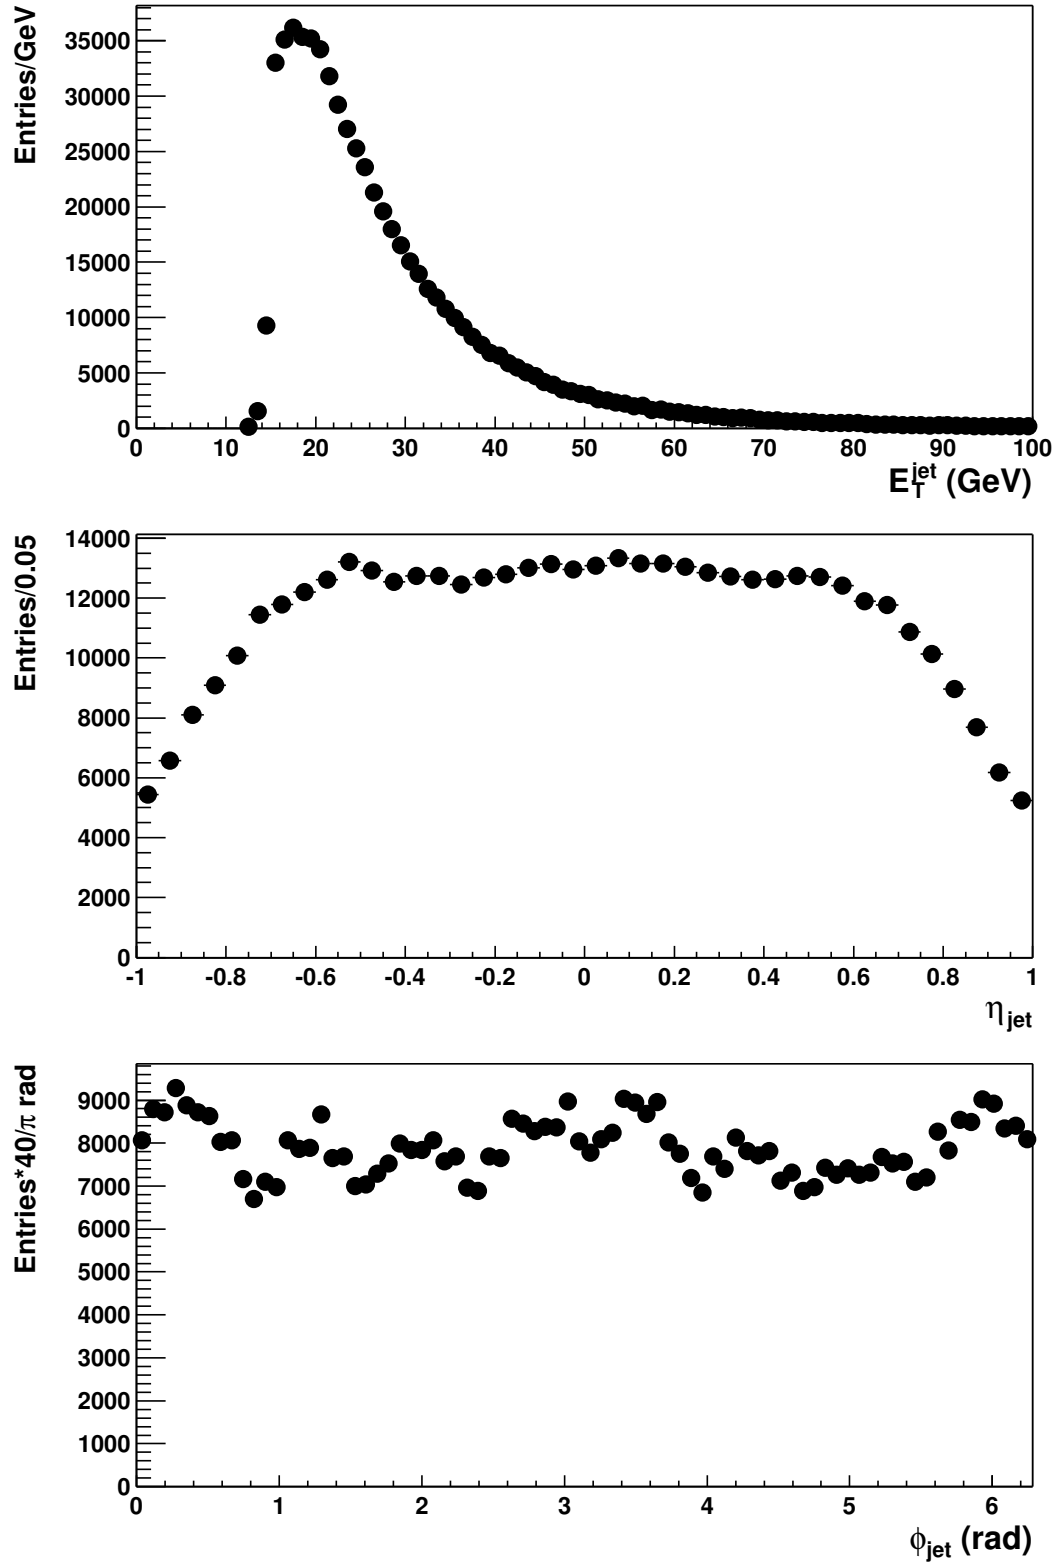 Entries/GeV
35000
30000
25000
20000
15000
10000
5000
0
0 10 20 30 40 50 60 70 80 90 100
E_T^jet (GeV)
Entries/0.05
14000
12000
10000
8000
6000
4000
2000
0
-1 -0.8 -0.6 -0.4 -0.2 0 0.2 0.4 0.6 0.8 1
η_jet
Entries*40/π rad
9000
8000
7000
6000
5000
4000
3000
2000
1000
0
0 1 2 3 4 5 6
ϕ_jet (rad)